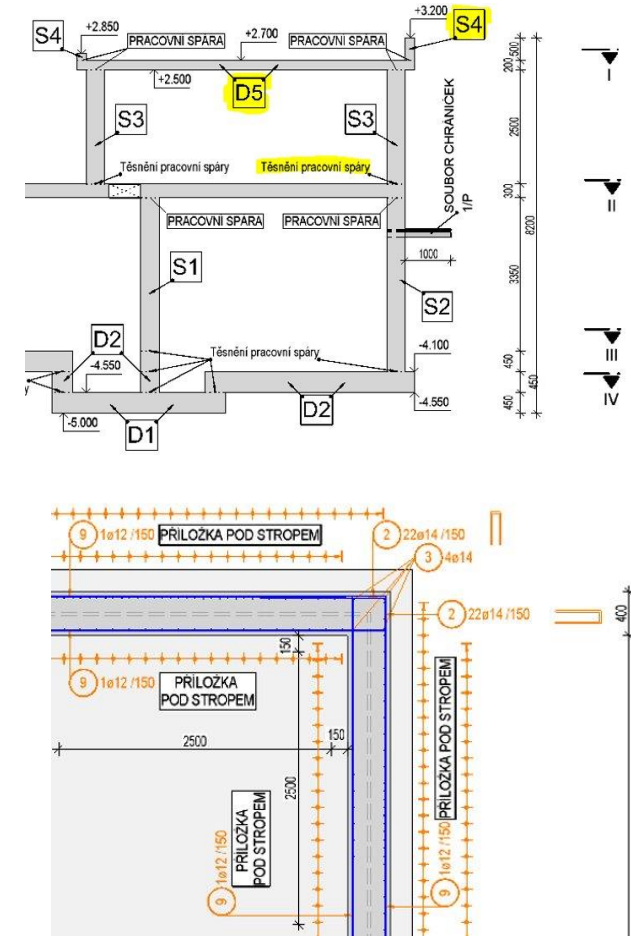 +3.200
S4
+2.850
S4
PRACOVNÍ SPÁRA
+2.700
PRACOVNÍ SPÁRA
200
500
I
+2.500
D5
S3
S3
2500
SOUBOR CHRÁNIČEK
1/P
Těsnění pracovní spáry
Těsnění pracovní spáry
300
II
8200
PRACOVNÍ SPÁRA
PRACOVNÍ SPÁRA
1000
S1
3350
S2
D2
Těsnění pracovní spáry
-4.100
III
-4.550
450
450
y
D2
450
IV
-5.000
D1
-4.550
9 1ø12 /150 PŘÍLOŽKA POD STROPEM
2 22ø14 /150
3 4ø14
2 22ø14 /150
400
150
9 1ø12 /150
PŘÍLOŽKA
POD STROPEM
2500
150
2500
PŘÍLOŽKA
POD STROPEM
9 1ø12 /150
9 1ø12 /150 PŘÍLOŽKA POD STROPEM